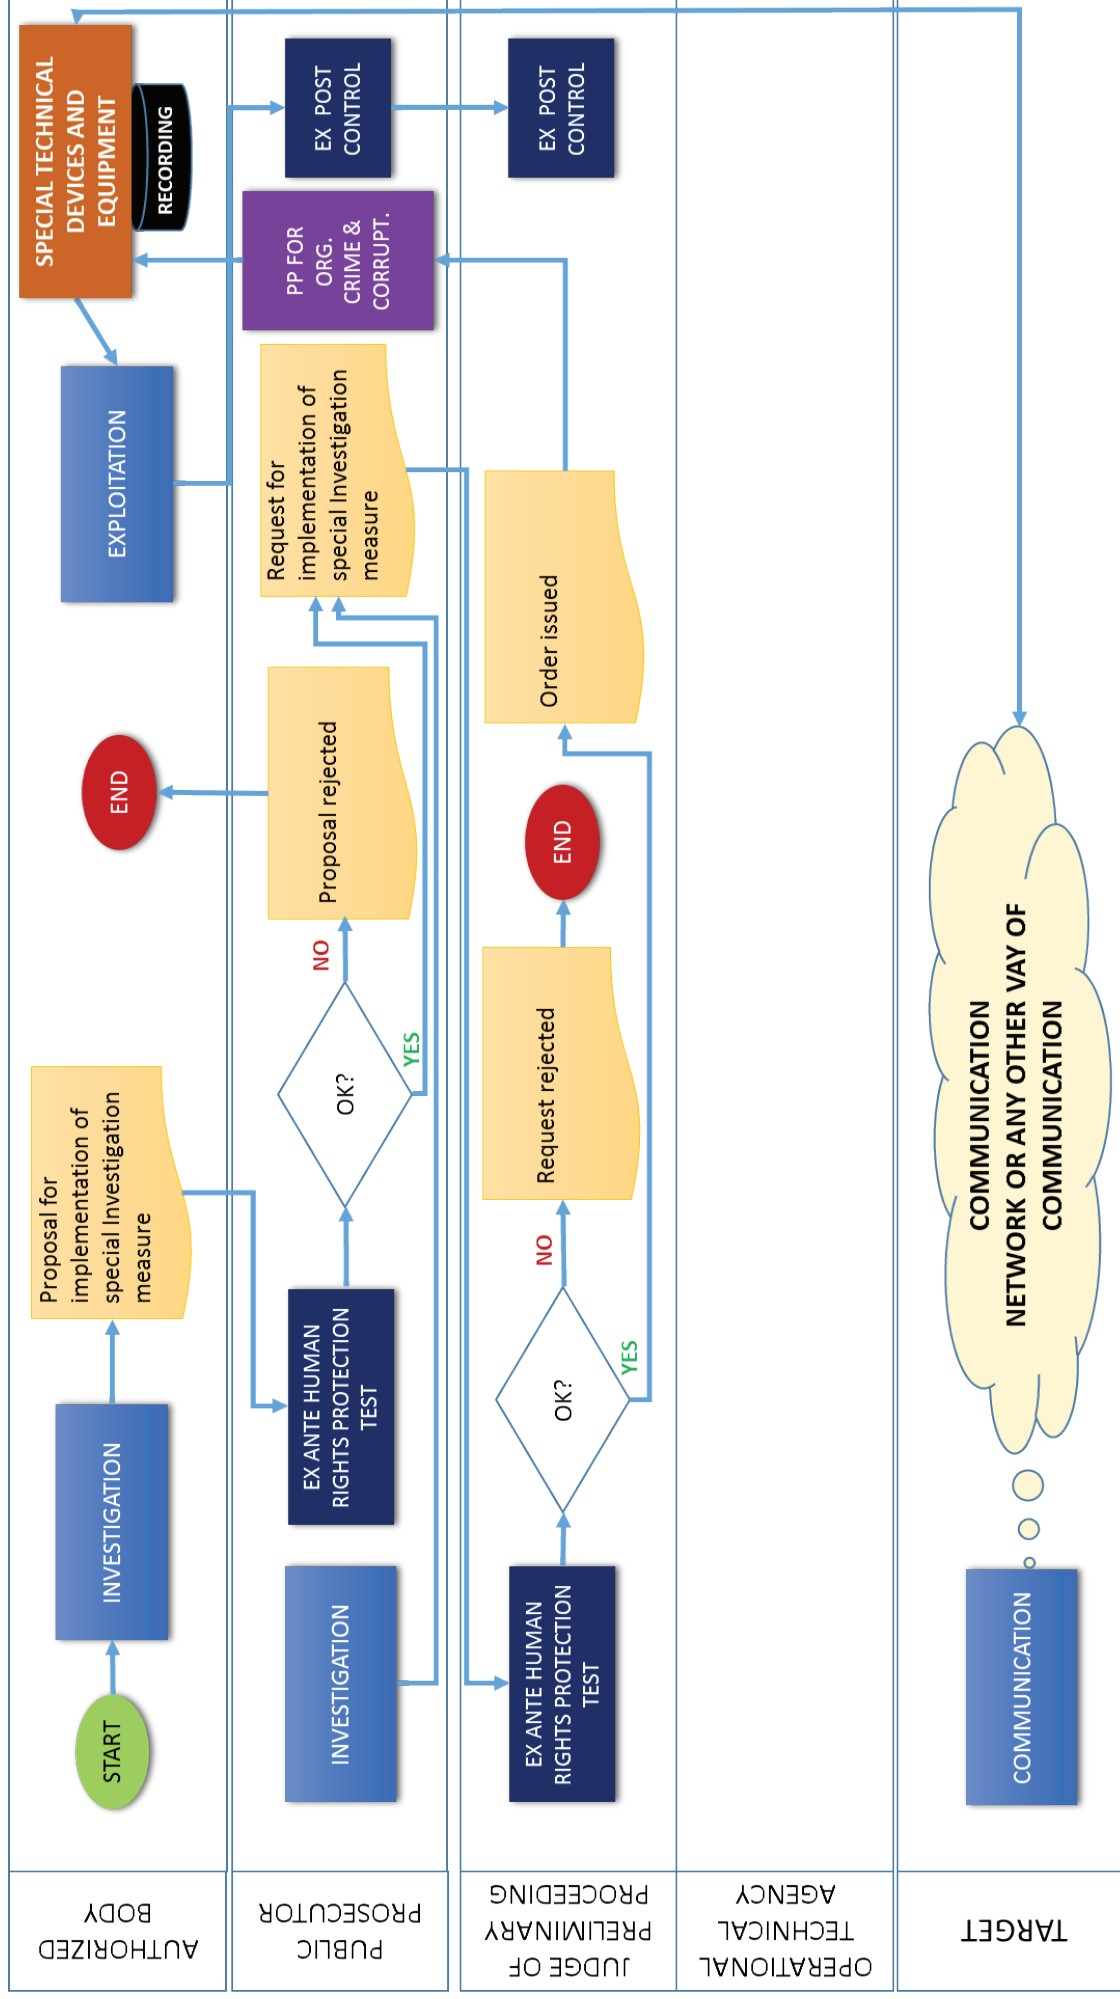 AUTHORIZED
BODY
START
INVESTIGATION
Proposal for
implementation of
special Investigation
measure
END
EXPLOITATION
SPECIAL TECHNICAL
DEVICES AND
EQUIPMENT
RECORDING
PUBLIC
PROSECUTOR
INVESTIGATION
EX ANTE HUMAN
RIGHTS PROTECTION
TEST
OK?
NO
YES
Proposal rejected
Request for
implementation of
special Investigation
measure
PP FOR
ORG.
CRIME &
CORRUPT.
EX POST
CONTROL
JUDGE OF
PRELIMINARY
PROCEEDING
EX ANTE HUMAN
RIGHTS PROTECTION
TEST
OK?
NO
YES
Request rejected
END
Order issued
EX POST
CONTROL
OPERATIONAL
TECHNICAL
AGENCY
TARGET
COMMUNICATION
COMMUNICATION
NETWORK OR ANY OTHER VAY OF
COMMUNICATION